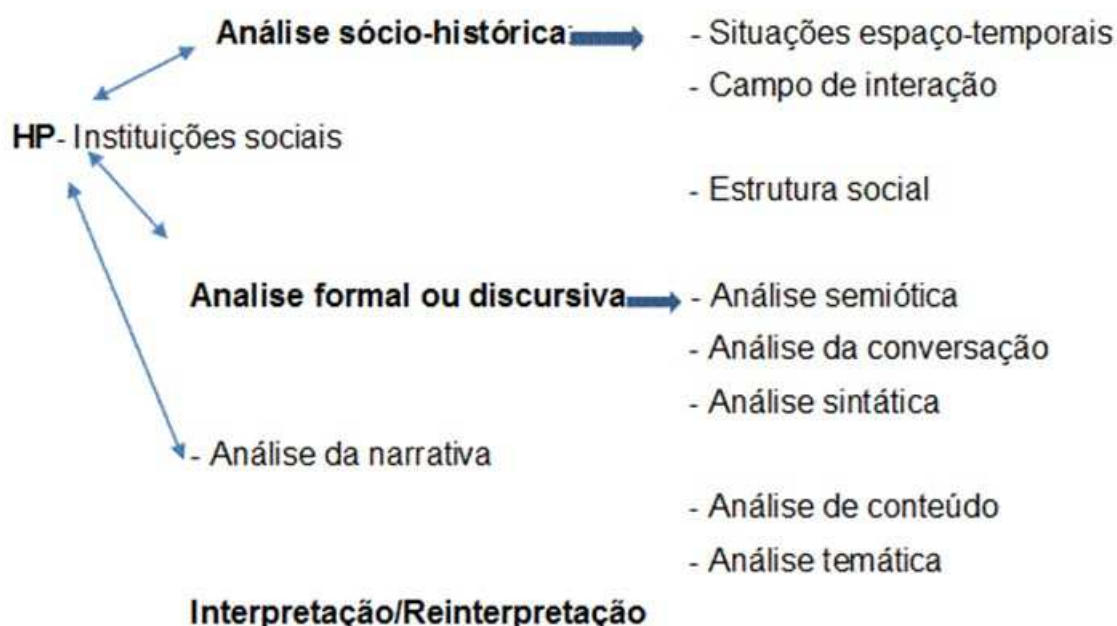 Análise sócio-histórica - Situações espaço-temporais
- Campo de interação
HP- Instituições sociais
- Estrutura social
Analise formal ou discursiva - Análise semiótica
- Análise da conversação
- Análise sintática
- Análise da narrativa
- Análise de conteúdo
- Análise temática
Interpretação/Reinterpretação